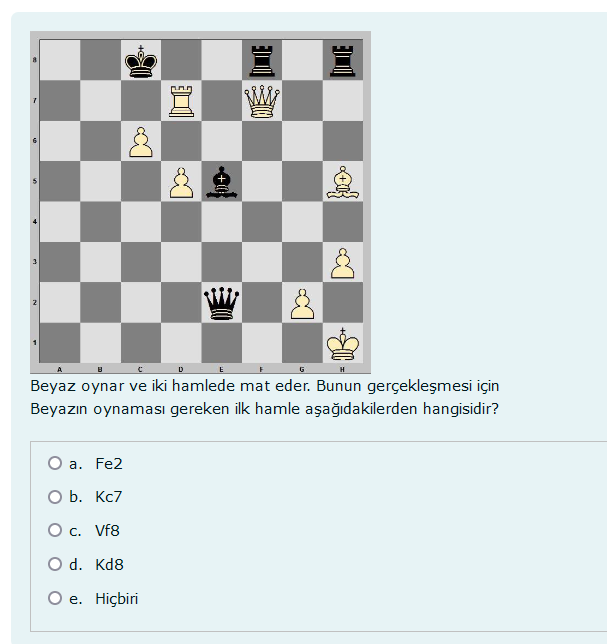 8
7
6
5
4
3
2
1
A B C D E F G H
Beyaz oynar ve iki hamlede mat eder. Bunun gerçekleşmesi için
Beyazın oynaması gereken ilk hamle aşağıdakilerden hangisidir?
a. Fe2
b. Kc7
c. Vf8
d. Kd8
e. Hiçbiri